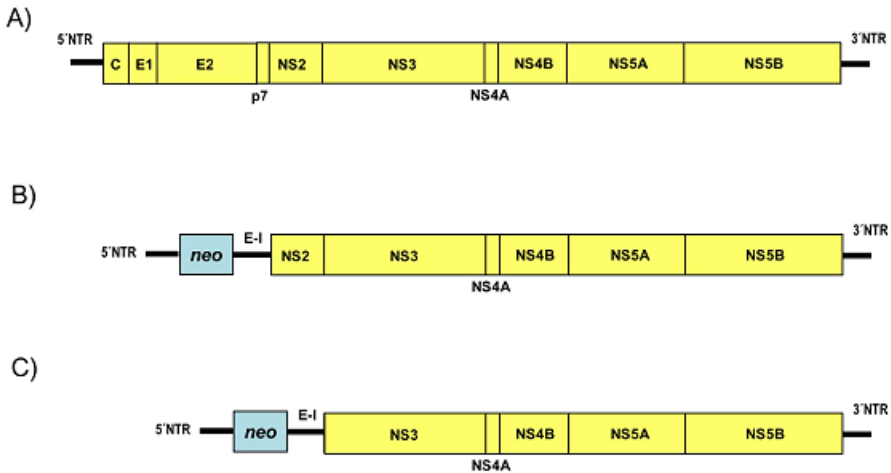 A)
5´NTR 3´NTR
C E1 E2 NS2 NS3 NS4B NS5A NS5B
p7 NS4A
B)
E-I 3´NTR
5´NTR neo NS2 NS3 NS4B NS5A NS5B
NS4A
C)
E-I 3´NTR
5´NTR neo NS3 NS4B NS5A NS5B
NS4A